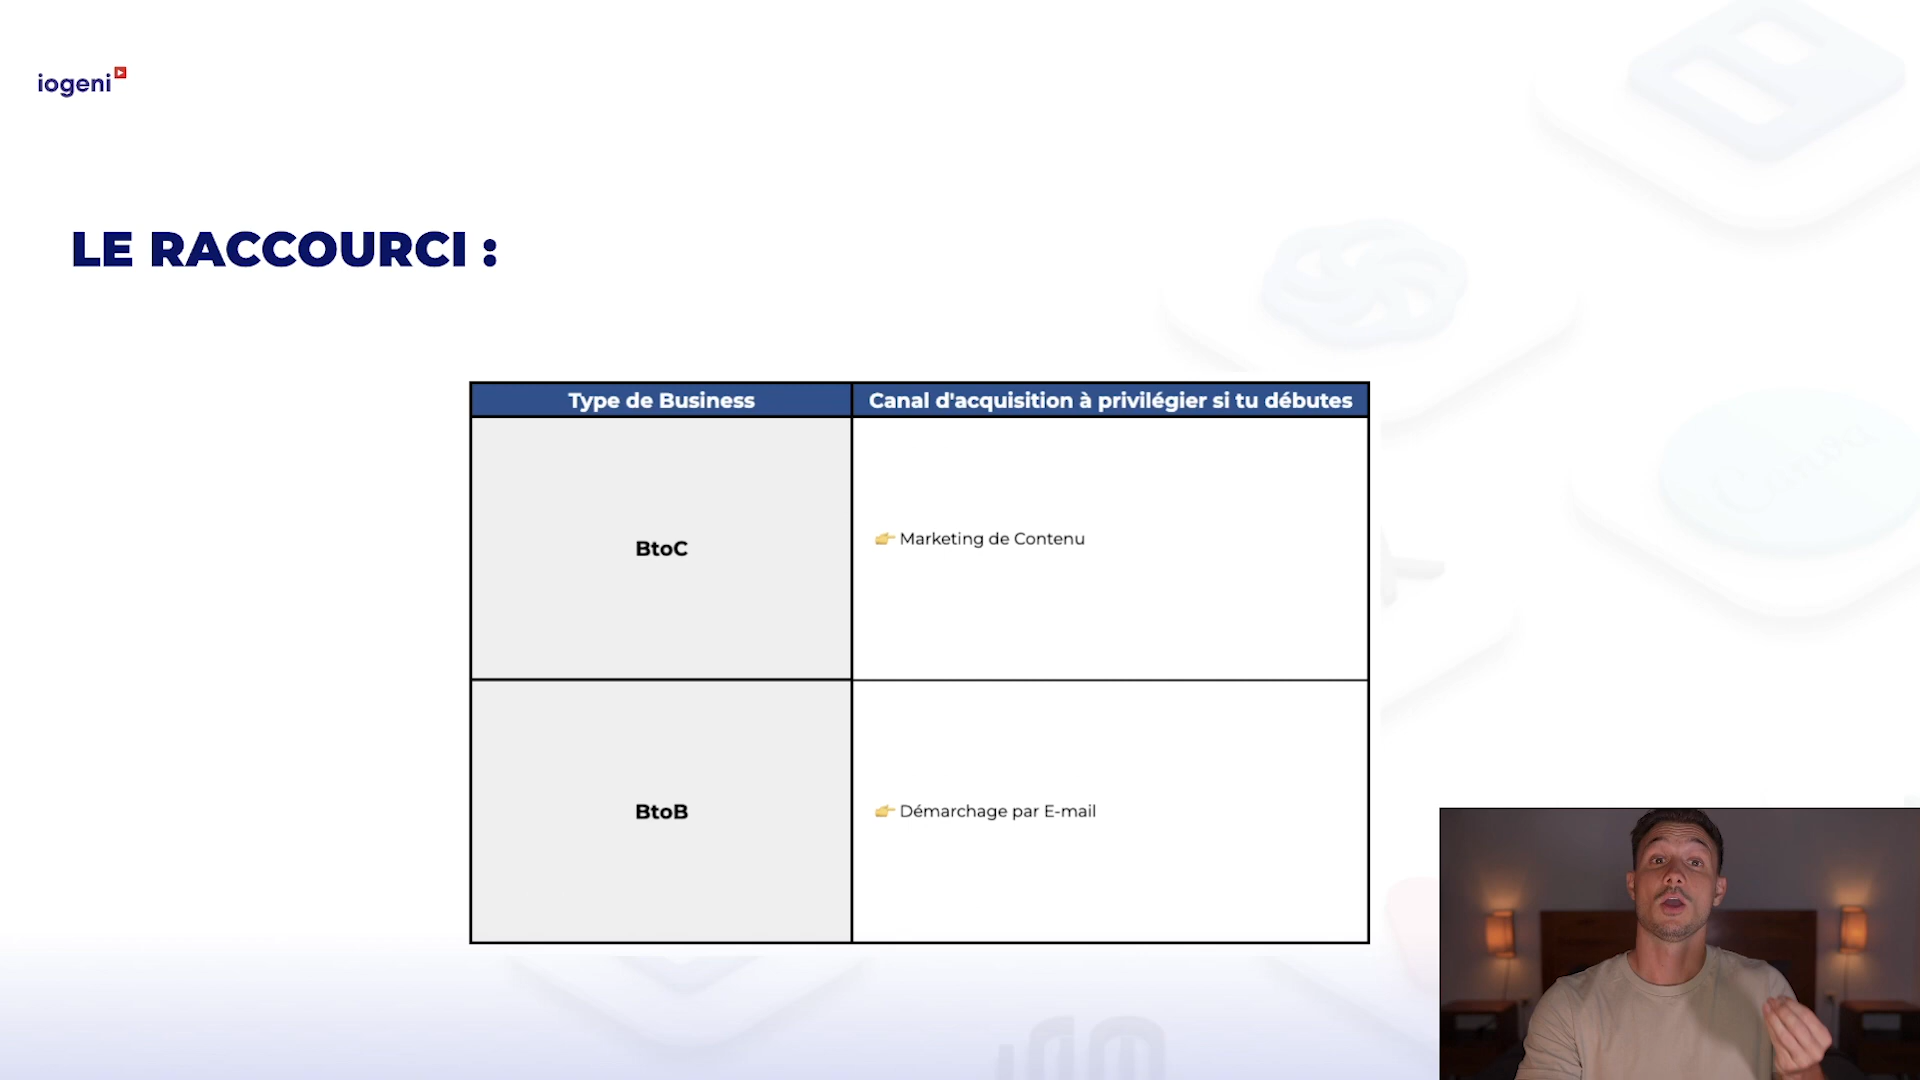 iogeni
LE RACCOURCI :
Type de Business
Canal d'acquisition à privilégier si tu débutes
BtoC
👉 Marketing de Contenu
BtoB
👉 Démarchage par E-mail
Canva